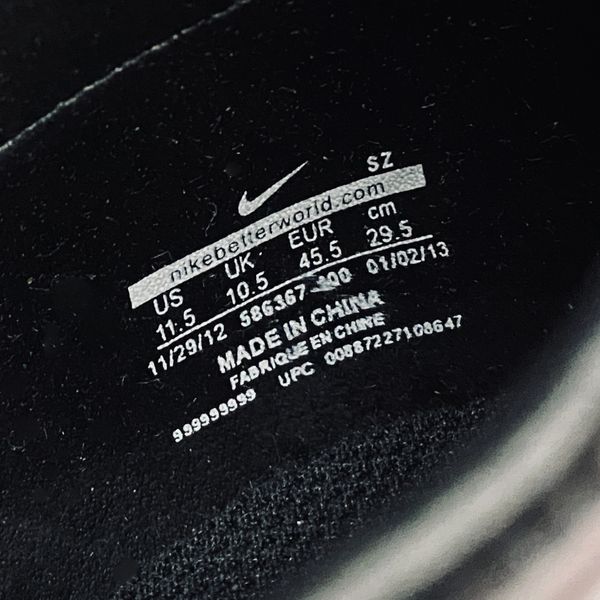 SZ
nikebetterworld.com
US UK EUR cm
11.5 10.5 45.5 29.5
11/29/12 586367 01/02/13
MADE IN CHINA
FABRIQUE EN CHINE
999999999 UPC 00887227108647